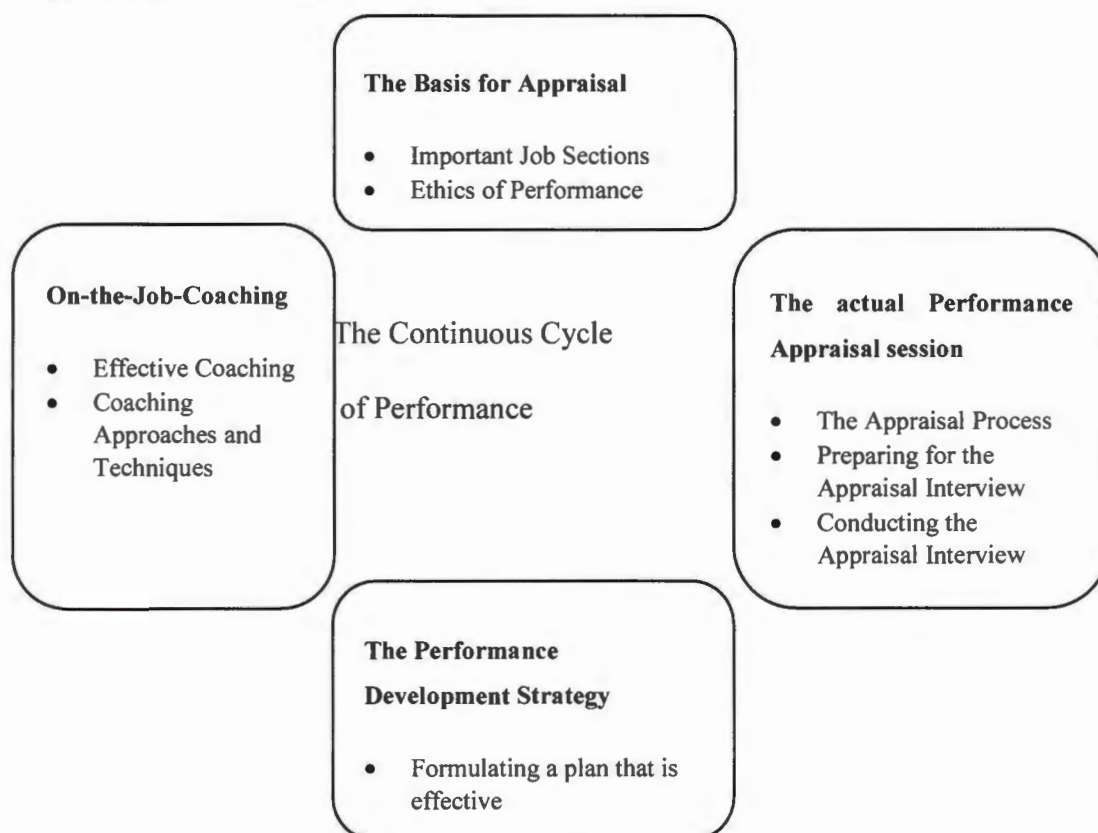 The Basis for Appraisal
• Important Job Sections
• Ethics of Performance
On-the-Job-Coaching
• Effective Coaching
• Coaching
Approaches and
Techniques
The Continuous Cycle
of Performance
The actual Performance
Appraisal session
• The Appraisal Process
• Preparing for the
Appraisal Interview
• Conducting the
Appraisal Interview
The Performance
Development Strategy
• Formulating a plan that is
effective